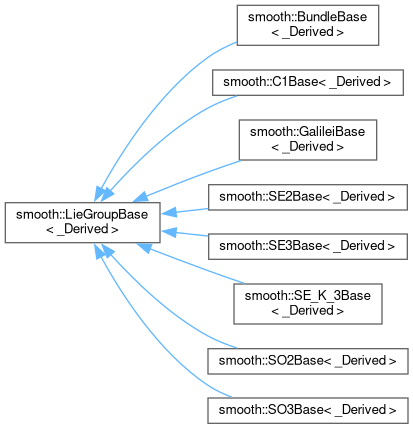 smooth::BundleBase
< _Derived >
smooth::C1Base< _Derived >
smooth::GalileiBase
< _Derived >
smooth::LieGroupBase
< _Derived >
smooth::SE2Base< _Derived >
smooth::SE3Base< _Derived >
smooth::SE_K_3Base
< _Derived >
smooth::SO2Base< _Derived >
smooth::SO3Base< _Derived >